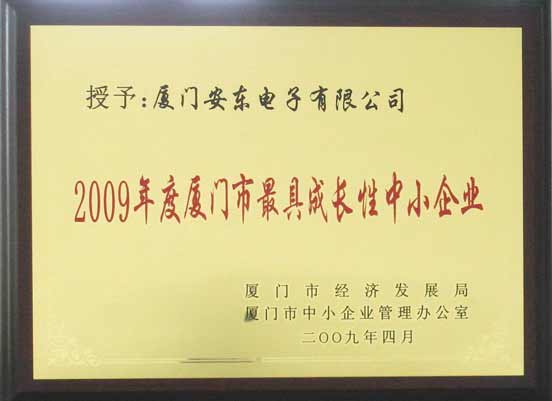 授予：厦门安东电子有限公司
2009年度厦门市最具成长性中小企业
厦门市经济发展局
厦门市中小企业管理办公室
二〇〇九年四月